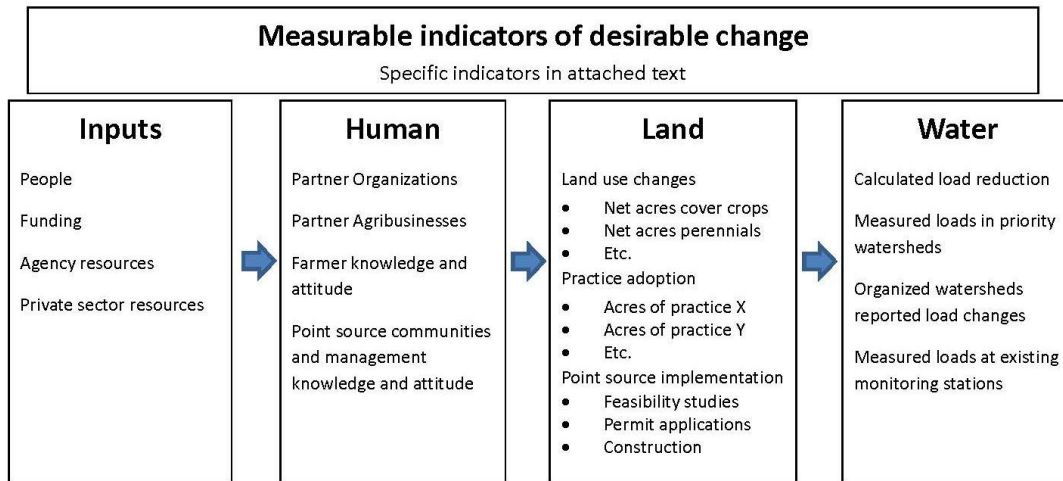 Measurable indicators of desirable change
Specific indicators in attached text
Inputs
People
Funding
Agency resources
Private sector resources
Human
Partner Organizations
Partner Agribusinesses
Farmer knowledge and
attitude
Point source communities
and management
knowledge and attitude
Land
Land use changes
• Net acres cover crops
• Net acres perennials
• Etc.
Practice adoption
• Acres of practice X
• Acres of practice Y
• Etc.
Point source implementation
• Feasibility studies
• Permit applications
• Construction
Water
Calculated load reduction
Measured loads in priority
watersheds
Organized watersheds
reported load changes
Measured loads at existing
monitoring stations